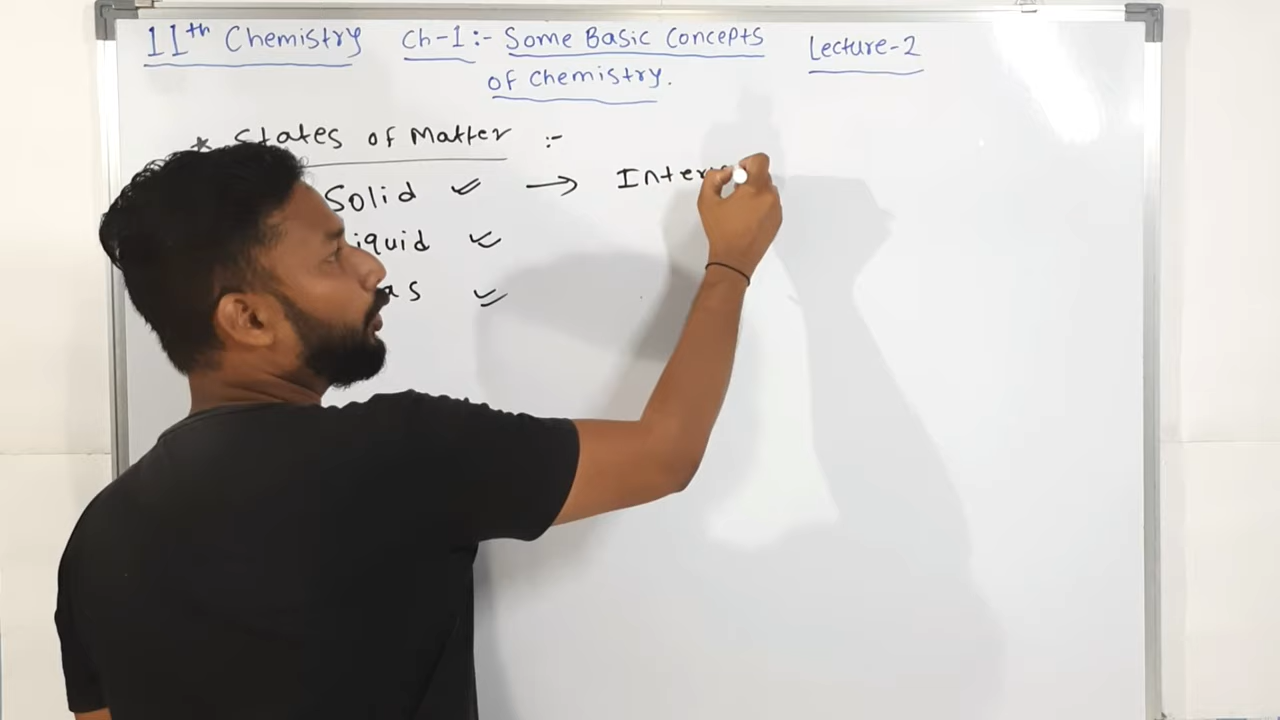 11th Chemistry Ch-1:- Some Basic Concepts Lecture-2
of Chemistry.
* States of Matter :-
Solid → Inter
iquid
as